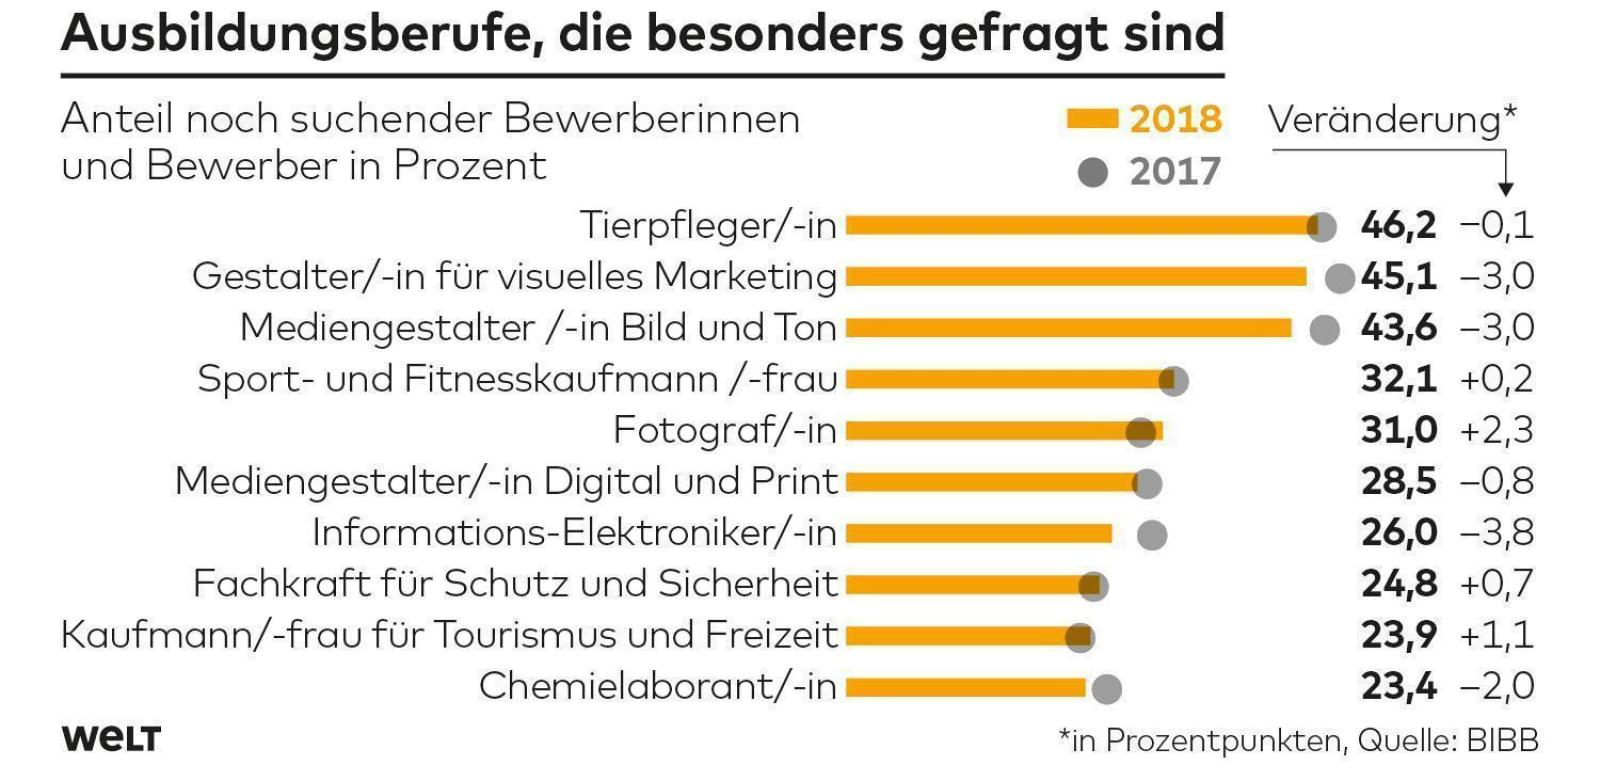 Ausbildungsberufe, die besonders gefragt sind
Anteil noch suchender Bewerberinnen
und Bewerber in Prozent
2018
2017
Veränderung*
Tierpfleger/-in 46,2 –0,1
Gestalter/-in für visuelles Marketing 45,1 –3,0
Mediengestalter /-in Bild und Ton 43,6 –3,0
Sport- und Fitnesskaufmann /-frau 32,1 +0,2
Fotograf/-in 31,0 +2,3
Mediengestalter/-in Digital und Print 28,5 –0,8
Informations-Elektroniker/-in 26,0 –3,8
Fachkraft für Schutz und Sicherheit 24,8 +0,7
Kaufmann/-frau für Tourismus und Freizeit 23,9 +1,1
Chemielaborant/-in 23,4 –2,0
WELT
*in Prozentpunkten, Quelle: BIBB